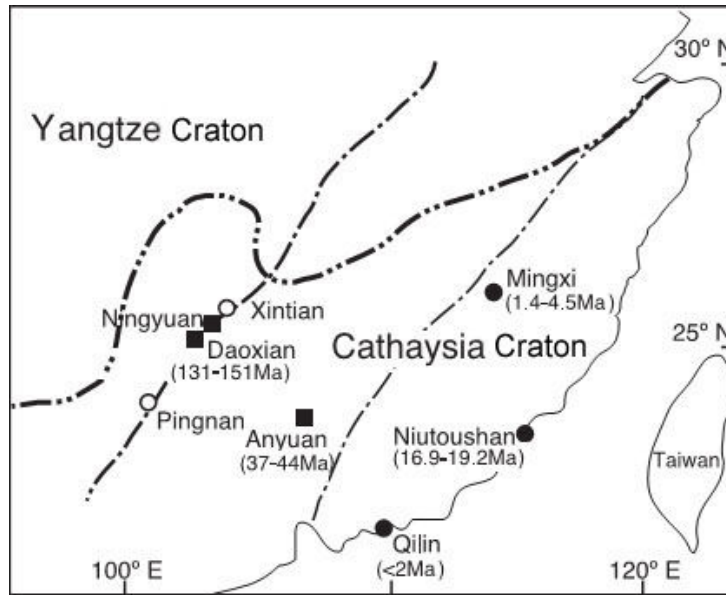 30° N
Yangtze Craton
Mingxi
(1.4–4.5Ma)
Xintian
Ningyuan
Daoxian
(131-151Ma)
Cathaysia Craton
25° N
Pingnan
Anyuan
(37-44Ma)
Niutoushan
(16.9–19.2Ma)
Taiwan
Qilin
(<2Ma)
100° E
120° E